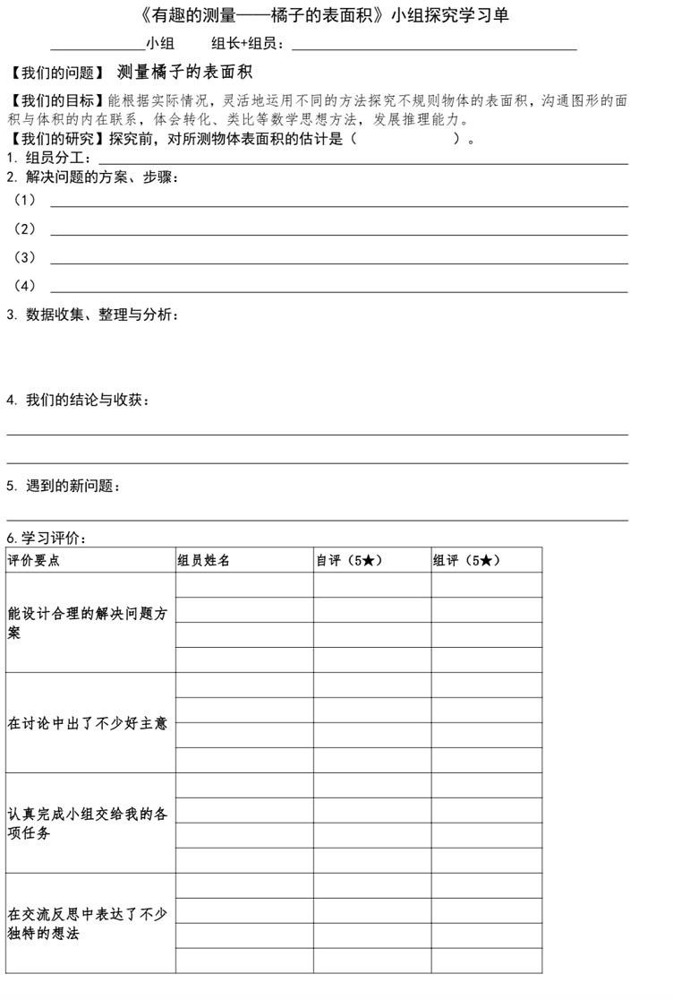 《有趣的测量——橘子的表面积》小组探究学习单
____________小组 组长+组员：____________________________________
【我们的问题】 测量橘子的表面积
【我们的目标】能根据实际情况，灵活地运用不同的方法探究不规则物体的表面积，沟通图形的面
积与体积的内在联系，体会转化、类比等数学思想方法，发展推理能力。
【我们的研究】探究前，对所测物体表面积的估计是（ ）。
1. 组员分工：
2. 解决问题的方案、步骤：
（1）
（2）
（3）
（4）
3. 数据收集、整理与分析：
4. 我们的结论与收获：
5. 遇到的新问题：
6.学习评价：
评价要点 组员姓名 自评（5★） 组评（5★）
能设计合理的解决问题方
案
在讨论中出了不少好主意
认真完成小组交给我的各
项任务
在交流反思中表达了不少
独特的想法